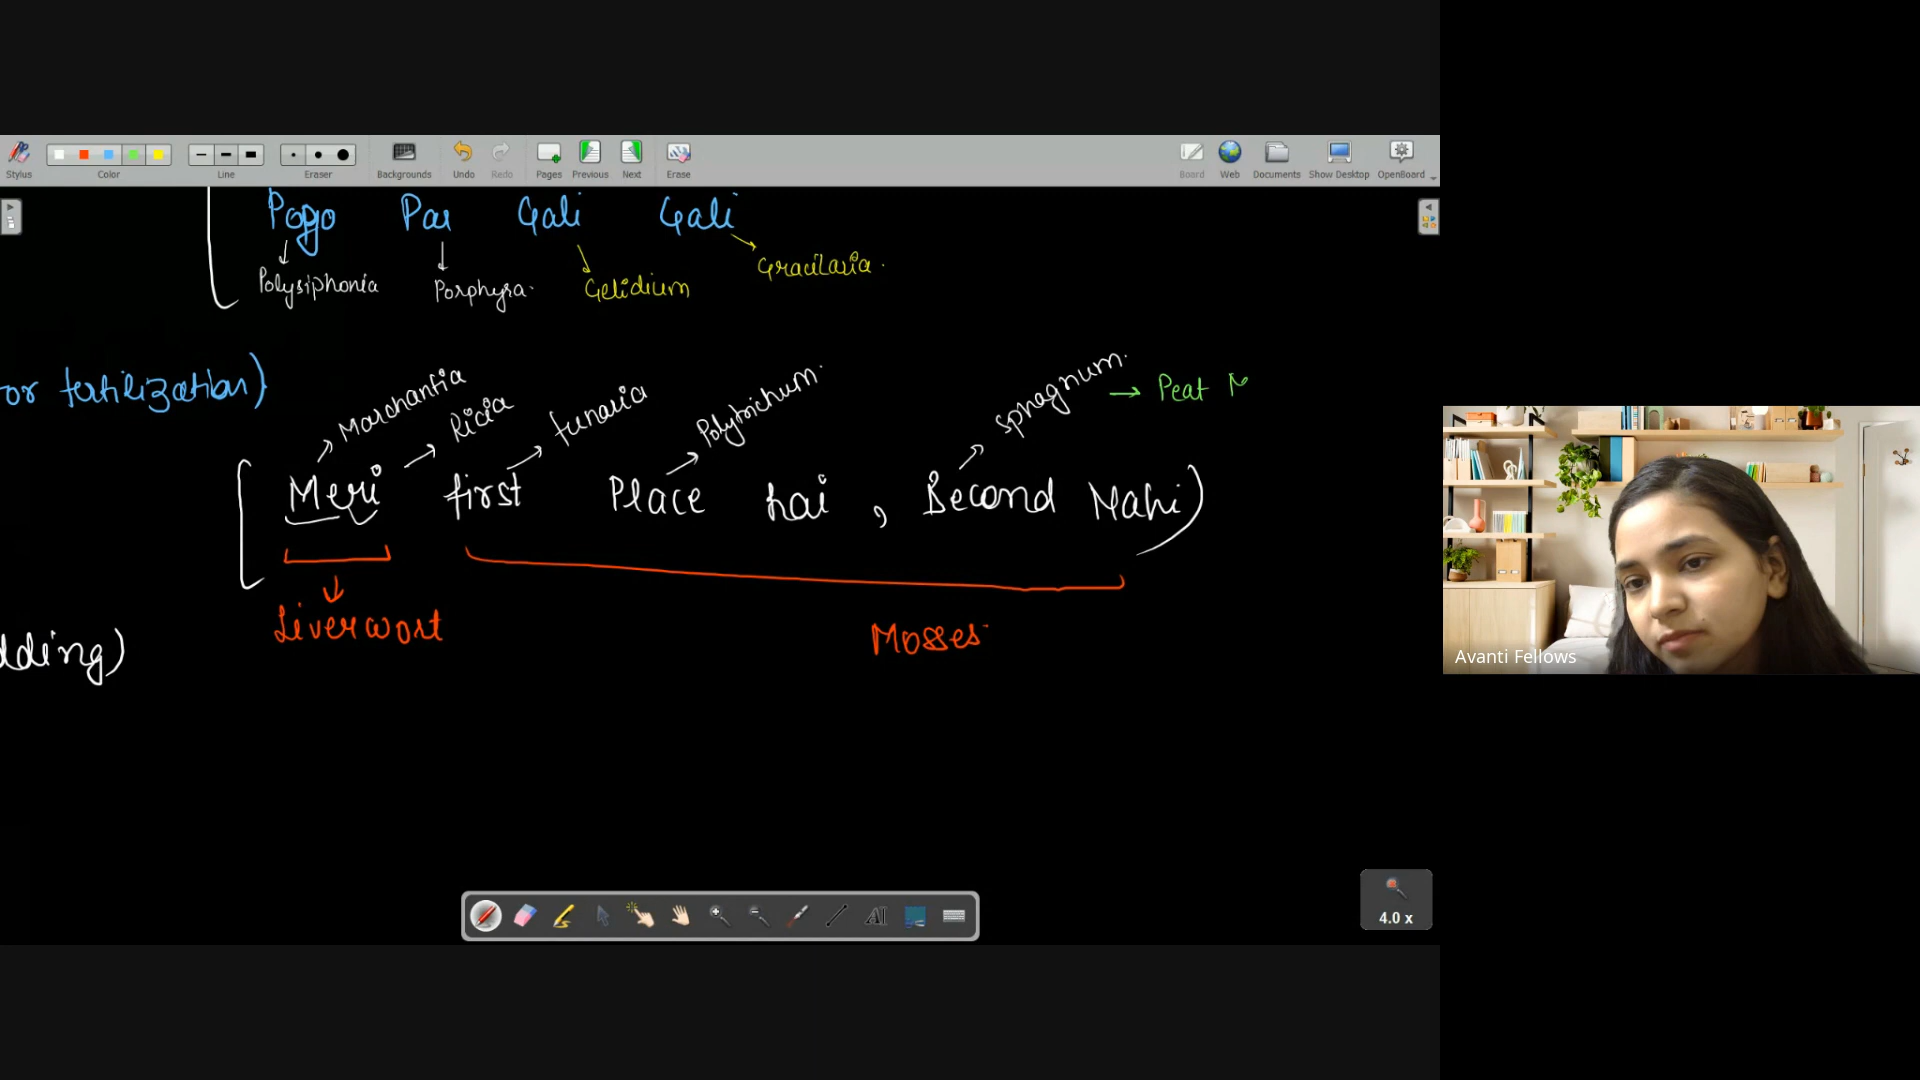 Stylus Color Line Eraser Backgrounds Undo Redo Pages Previous Next Erase Board Web Documents Show Desktop OpenBoard
Pogo Par Gali Gali
Polysiphonia Porphyra. Gelidium Gracilaria.
or fertilization)
Marchantia Ricia funaria Polytrichum. Sphagnum. → Peat M
Meri first Place hai, Second Nahi)
Liverwort Mosses
dding)
Avanti Fellows
4.0 x